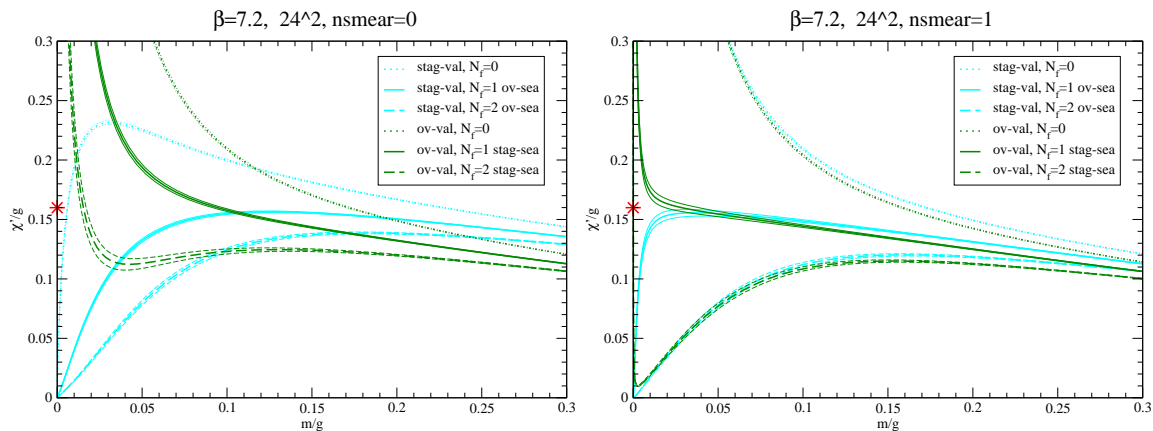 β=7.2, 24^2, nsmear=0
0.3
0.25
0.2
0.15
0.1
0.05
0
χ'/g
stag-val, N_f=0
stag-val, N_f=1 ov-sea
stag-val, N_f=2 ov-sea
ov-val, N_f=0
ov-val, N_f=1 stag-sea
ov-val, N_f=2 stag-sea
0 0.05 0.1 0.15 0.2 0.25 0.3
m/g
β=7.2, 24^2, nsmear=1
0.3
0.25
0.2
0.15
0.1
0.05
0
χ'/g
stag-val, N_f=0
stag-val, N_f=1 ov-sea
stag-val, N_f=2 ov-sea
ov-val, N_f=0
ov-val, N_f=1 stag-sea
ov-val, N_f=2 stag-sea
0 0.05 0.1 0.15 0.2 0.25 0.3
m/g